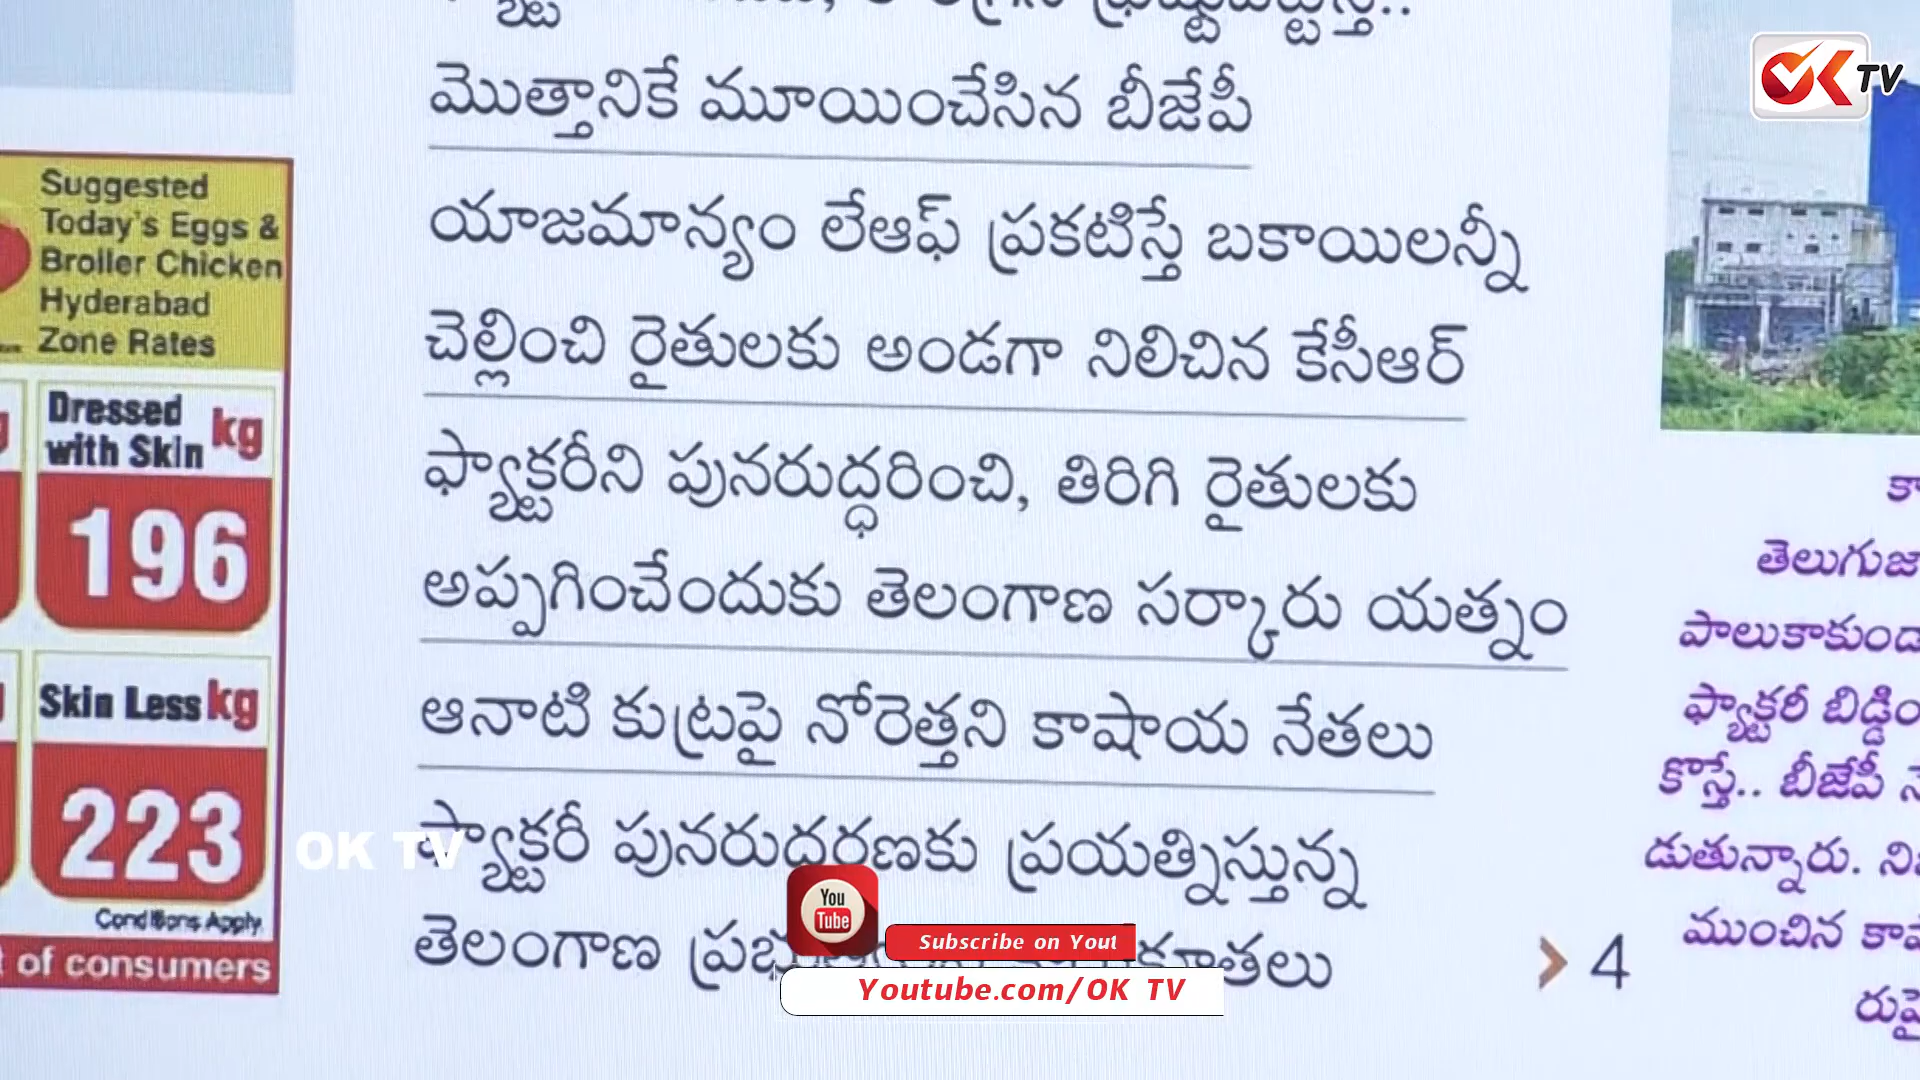 OK TV
మొత్తానికే మూయించేసిన బీజేపీ
యాజమాన్యం లేఆఫ్ ప్రకటిస్తే బకాయిలన్నీ
చెల్లించి రైతులకు అండగా నిలిచిన కేసీఆర్
ఫ్యాక్టరీని పునరుద్ధరించి, తిరిగి రైతులకు
అప్పగించేందుకు తెలంగాణ సర్కారు యత్నం
ఆనాటి కుట్రపై నోరెత్తని కాషాయ నేతలు
ఫ్యాక్టరీ పునరుద్ధరణకు ప్రయత్నిస్తున్న
తెలంగాణ
4
Suggested
Today's Eggs &
Broiler Chicken
Hyderabad
Zone Rates
Dressed
with Skin kg
196
Skin Less kg
223
Conditions Apply
of consumers
OK TV
You
Tube
Subscribe on
Youtube.com/OK TV
ఫ్యాక్టరీ
కొస్తే.. బీజేపీ
డుతున్నారు.
ముంచిన